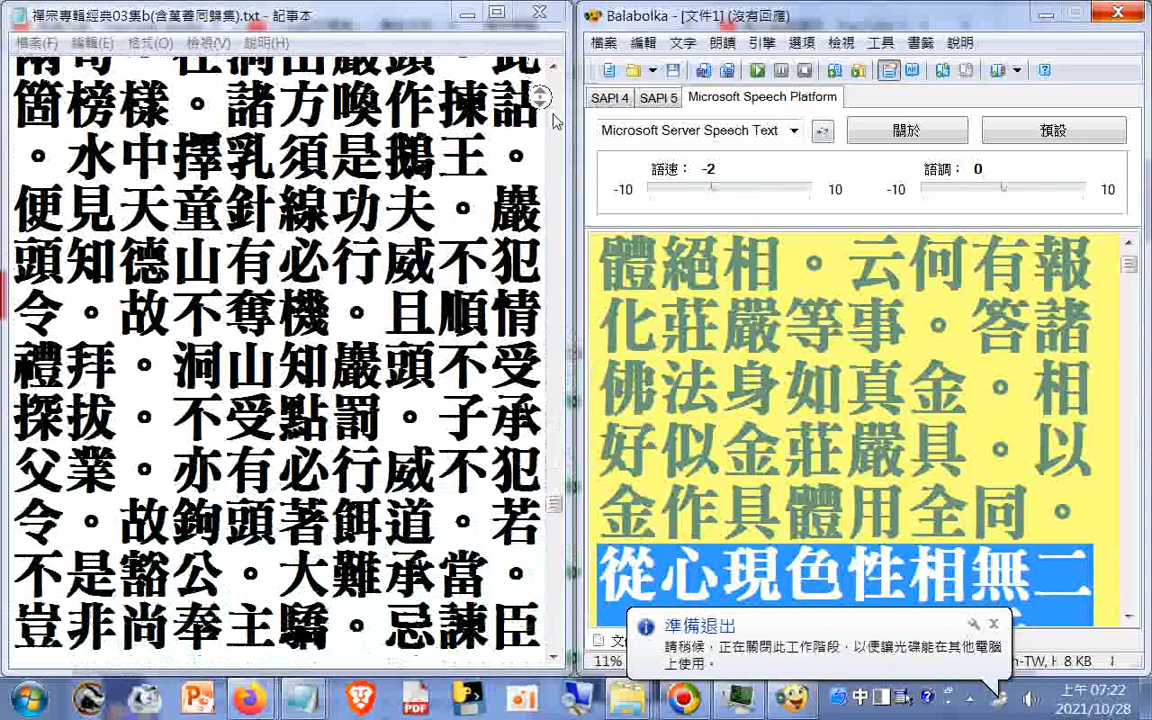 禪宗專輯經典03集b(含萬善同歸集).txt - 記事本
檔案(F) 編輯(E) 格式(O) 檢視(V) 說明(H)
兩句。在洞山巖頭。此
箇榜樣。諸方喚作揀話
。水中擇乳須是鵝王。
便見天童針線功夫。巖
頭知德山有必行威不犯
令。故不奪機。且順情
禮拜。洞山知巖頭不受
探拔。不受點罰。子承
父業。亦有必行威不犯
令。故鉤頭著餌道。若
不是豁公。大難承當。
豈非尚奉主驕。忌諫臣
Balabolka - [文件1] (沒有回應)
檔案 編輯 文字 朗讀 引擎 選項 檢視 工具 書籤 說明
SAPI 4 SAPI 5 Microsoft Speech Platform
Microsoft Server Speech Text 關於 預設
語速： -2 語調： 0
-10 10 -10 10
體絕相。云何有報
化莊嚴等事。答諸
佛法身如真金。相
好似金莊嚴具。以
金作具體用全同。
從心現色性相無二
準備退出
請稍候，正在關閉此工作階段，以便讓光碟能在其他電腦
上使用。
11% n-TW, 8 KB
PDF 中 上午 07:22
2021/10/28